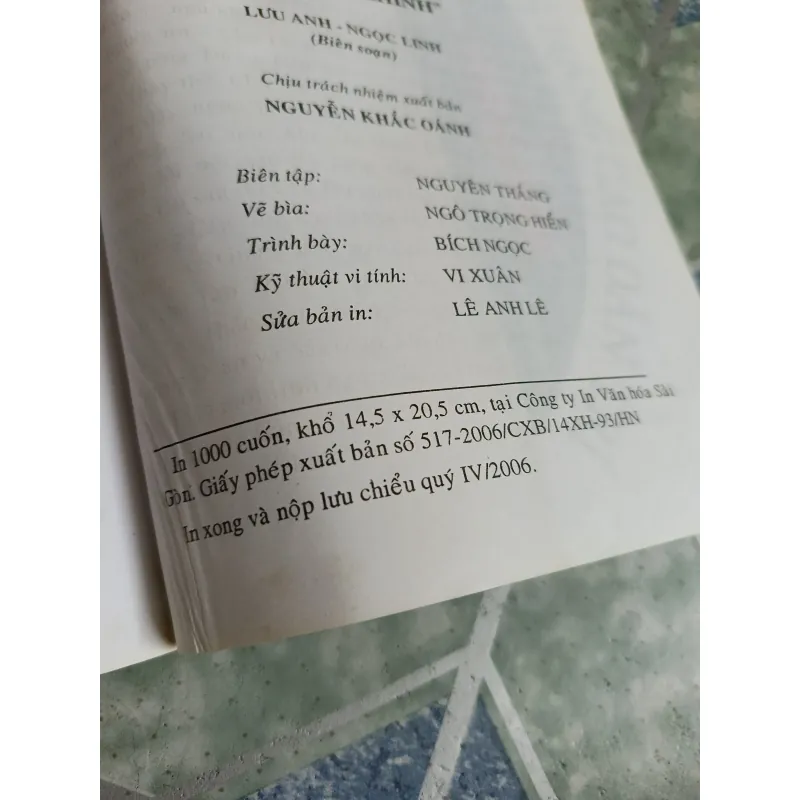 LƯU ANH - NGỌC LINH
(Biên soạn)
Chịu trách nhiệm xuất bản
NGUYỄN KHẮC OÁNH
Biên tập: NGUYÊN THẮNG
Vẽ bìa: NGÔ TRỌNG HIỂN
Trình bày: BÍCH NGỌC
Kỹ thuật vi tính: VI XUÂN
Sửa bản in: LÊ ANH LÊ
In 1000 cuốn, khổ 14,5 x 20,5 cm, tại Công ty In Văn hóa Sài
Gòn. Giấy phép xuất bản số 517-2006/CXB/14XH-93/HN
In xong và nộp lưu chiểu quý IV/2006.